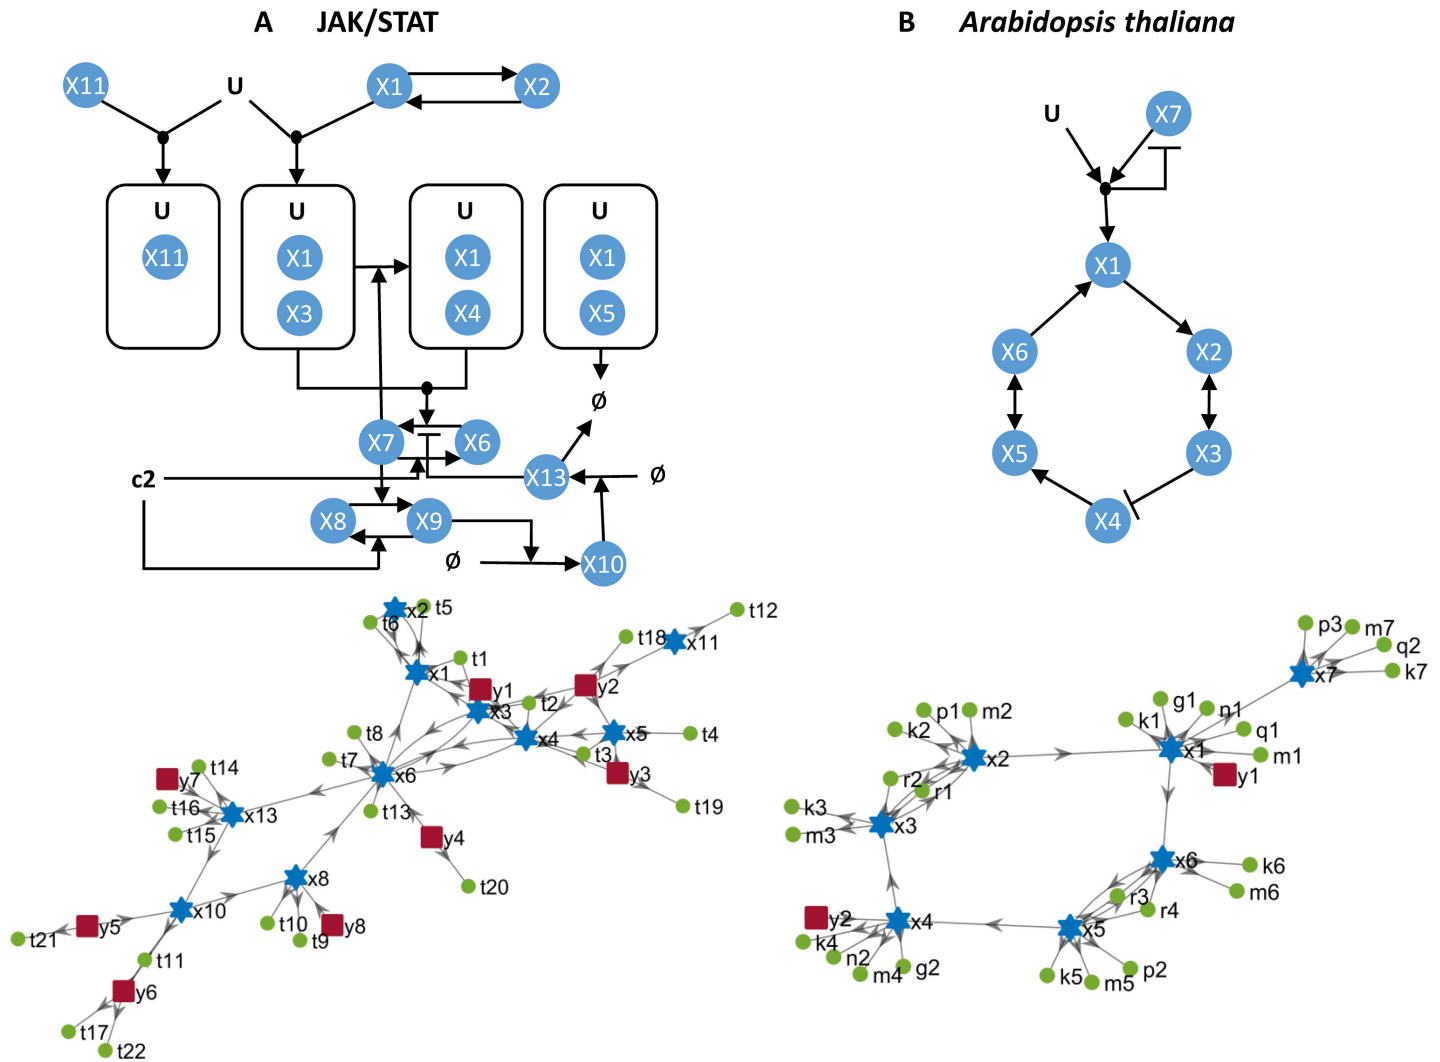 A JAK/STAT
B Arabidopsis thaliana
X11
U
X1
X2
U
X7
U
U
U
U
X11
X1
X1
X1
X3
X4
X5
X1
X6
X2
X5
X3
X4
Ø
X7
X6
c2
X13
Ø
X8
X9
Ø
X10
x2
t5
t6
t12
t18
x11
t1
x1
y1
y2
x3
t2
t8
x4
x5
t4
t7
t3
x6
y3
t14
y7
t16
x13
t13
t19
t15
y4
x8
t20
x10
t10
y8
y5
t9
t21
t11
y6
t17
t22
p3
m7
q2
x7
k7
g1
p1
m2
n1
k1
k2
q1
x1
m1
x2
y1
r2
r1
k3
x3
m3
x6
k6
m6
r3
r4
y2
x4
x5
k4
n2
m4
g2
k5
m5
p2